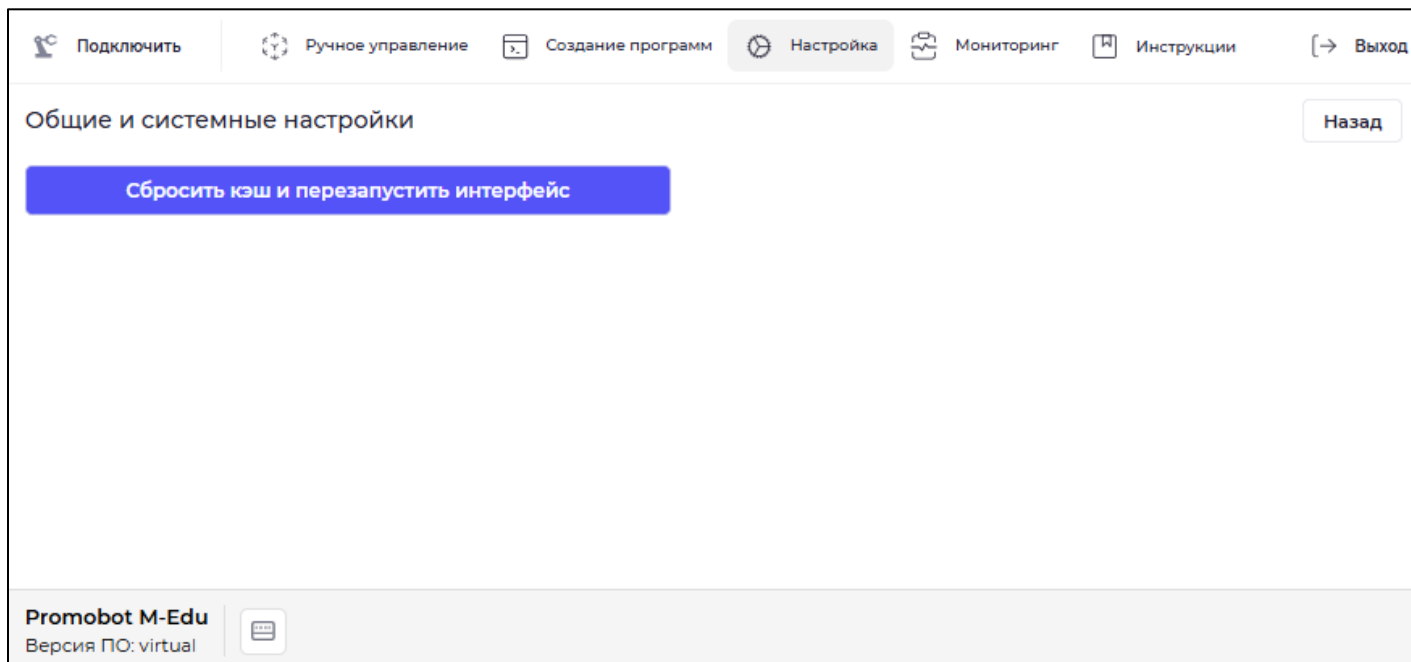 Подключить Ручное управление Создание программ Настройка Мониторинг Инструкции Выход
Общие и системные настройки Назад
Сбросить кэш и перезапустить интерфейс
Promobot M-Edu
Версия ПО: virtual